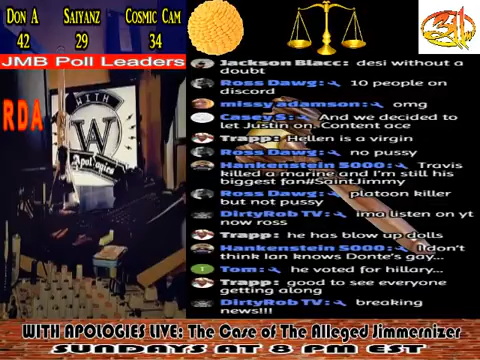 Don A Saiyanz Cosmic Cam
42 29 34
JMB Poll Leaders
RDA
WITH
W
Apologies
Jackson Blacc: desi without a
doubt
Ross Dawg: 10 people on
discord
missy adamson: omg
Casey S: And we decided to
let Justin on. Content ace
Trapp: Hellen is a virgin
Ross Dawg: no pussy
Hankenstein 5000: Travis
killed a marine and I'm still his
biggest fan#SaintJimmy
Ross Dawg: platoon killer
but not pussy
DirtyRob TV: ima listen on yt
now ross
Trapp: he has blow up dolls
Hankenstein 5000: I don't
think Ian knows Donte's gay...
T Tom: he voted for hillary...
Trapp: good to see everyone
getting along
DirtyRob TV: breaking
news!!!
WITH APOLOGIES LIVE: The Case of The Alleged Jimmernizer
SUNDAYS AT 8 PM EST